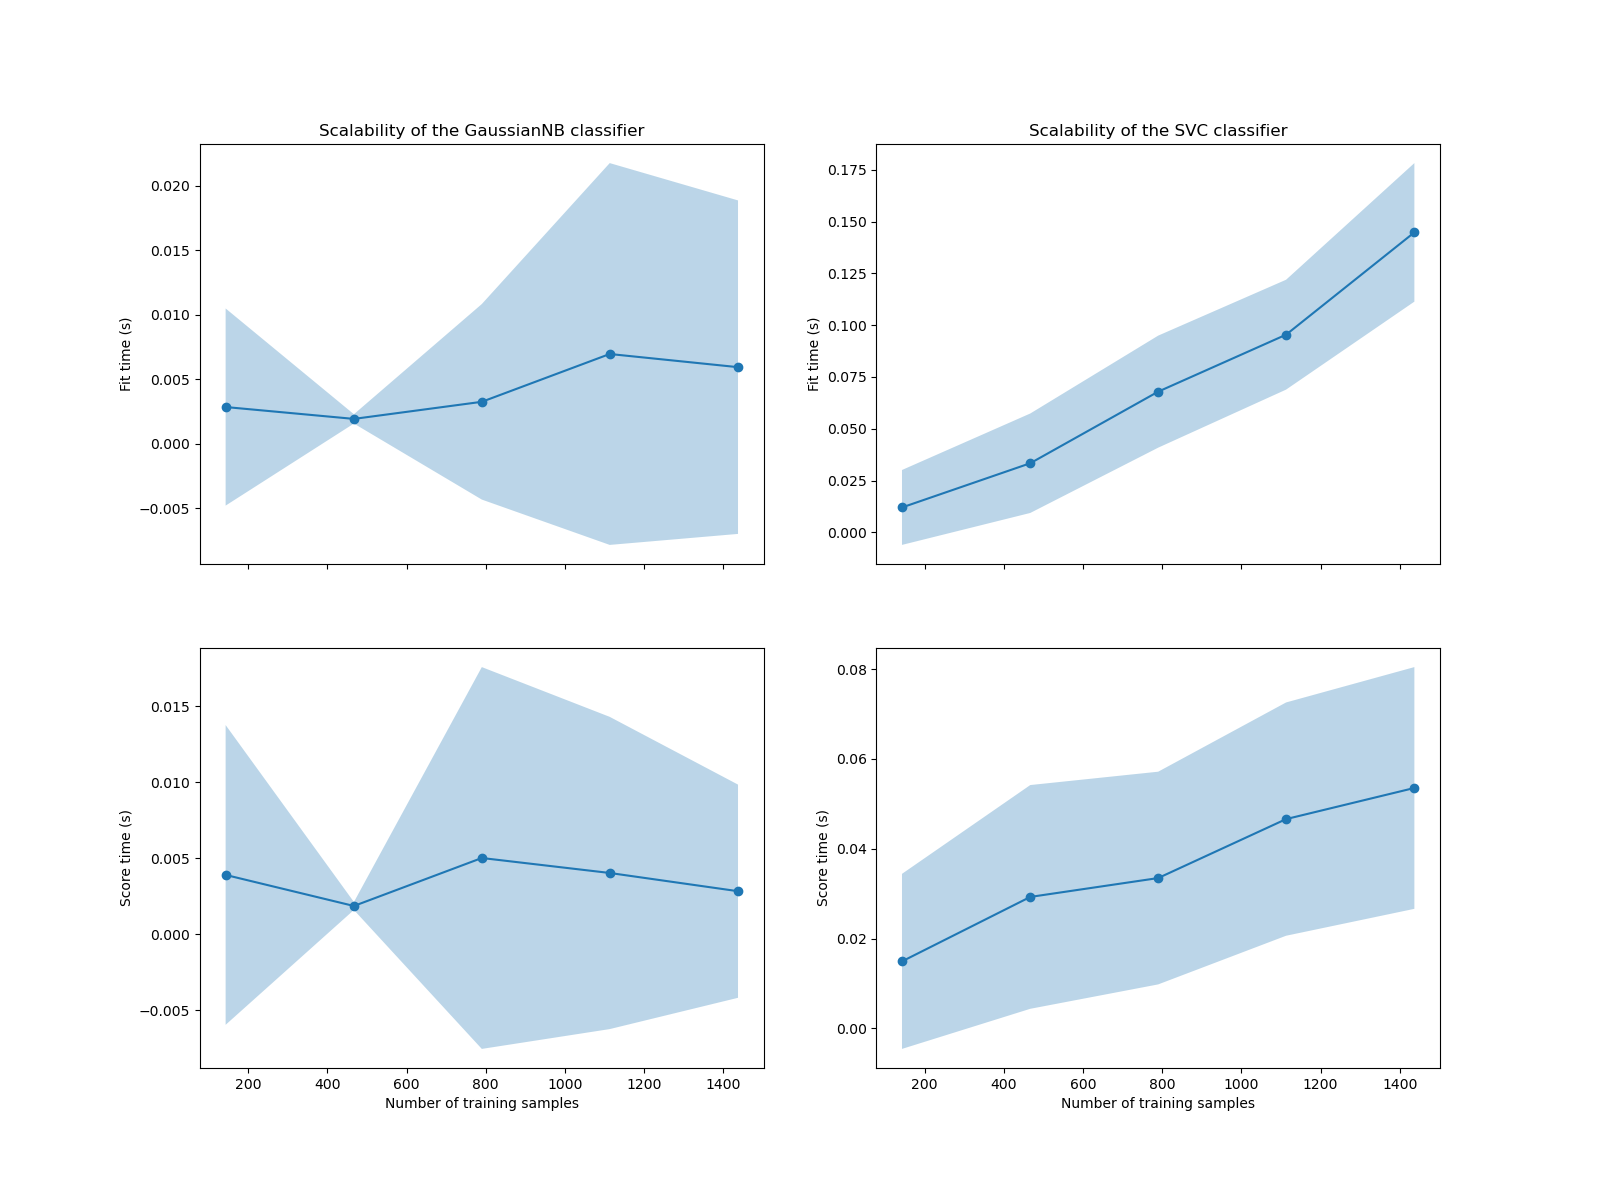 Scalability of the GaussianNB classifier
Fit time (s)
0.020
0.015
0.010
0.005
0.000
−0.005
Scalability of the SVC classifier
Fit time (s)
0.175
0.150
0.125
0.100
0.075
0.050
0.025
0.000
Score time (s)
0.015
0.010
0.005
0.000
−0.005
200 400 600 800 1000 1200 1400
Number of training samples
Score time (s)
0.08
0.06
0.04
0.02
0.00
200 400 600 800 1000 1200 1400
Number of training samples